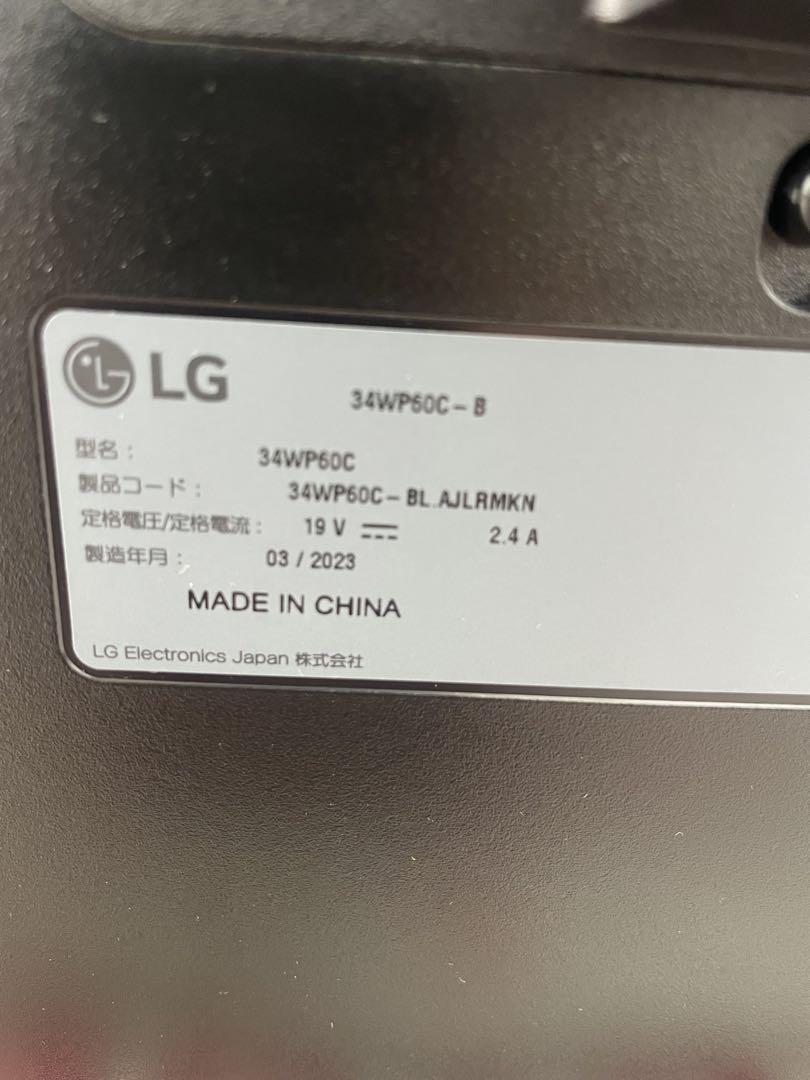 LG
34WP60C-B
型名： 34WP60C
製品コード： 34WP60C-BL.AJLRMKN
定格電圧/定格電流： 19 V ⎓ 2.4 A
製造年月： 03 / 2023
MADE IN CHINA
LG Electronics Japan 株式会社